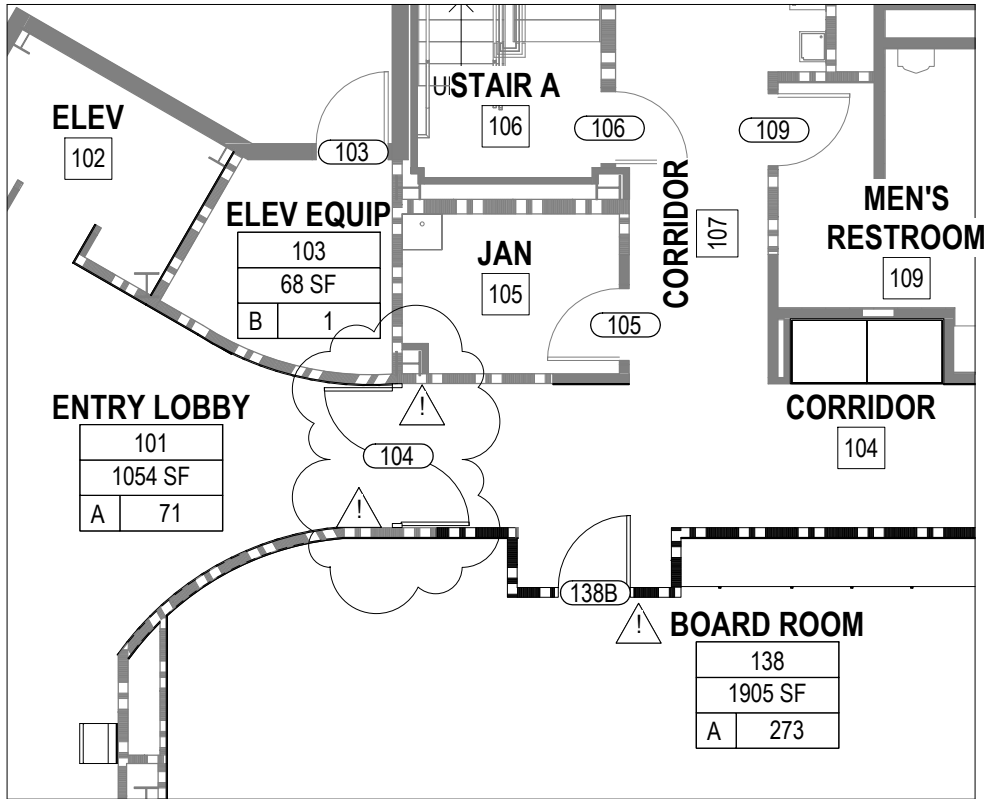 U
STAIR A
106
106
109
ELEV
102
103
CORRIDOR
107
MEN'S
RESTROOM
109
ELEV EQUIP
103
68 SF
B 1
JAN
105
105
ENTRY LOBBY
101
1054 SF
A 71
!
104
!
CORRIDOR
104
138B
!
BOARD ROOM
138
1905 SF
A 273